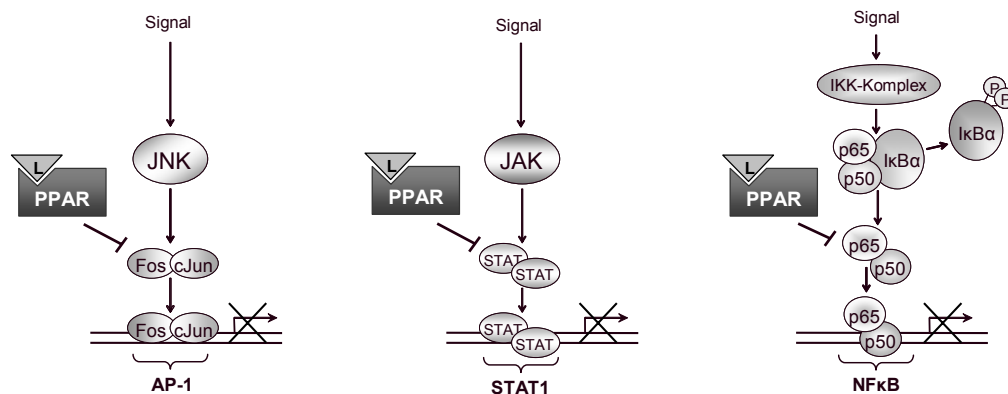 Signal
JNK
L
PPAR
Fos
cJun
Fos
cJun
AP-1
Signal
JAK
L
PPAR
STAT
STAT
STAT
STAT
STAT1
Signal
IKK-Komplex
P
P
IκBα
p65
IκBα
p50
L
PPAR
p65
p50
p65
p50
NFκB